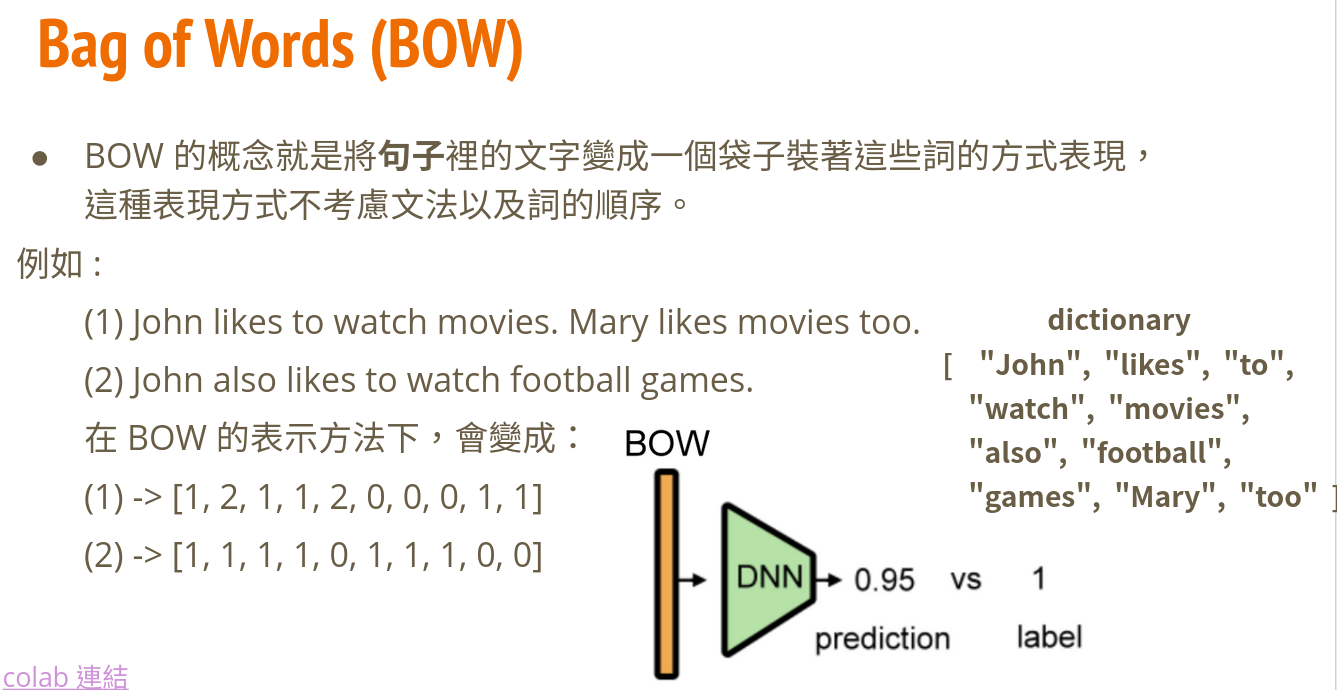 Bag of Words (BOW)
● BOW 的概念就是將句子裡的文字變成一個袋子裝著這些詞的方式表現，
這種表現方式不考慮文法以及詞的順序。
例如 :
(1) John likes to watch movies. Mary likes movies too.
(2) John also likes to watch football games.
在 BOW 的表示方法下，會變成：
(1) -> [1, 2, 1, 1, 2, 0, 0, 0, 1, 1]
(2) -> [1, 1, 1, 1, 0, 1, 1, 1, 0, 0]
dictionary
[ "John", "likes", "to",
"watch", "movies",
"also", "football",
"games", "Mary", "too" ]
BOW
DNN
0.95 vs 1
prediction label
colab 連結